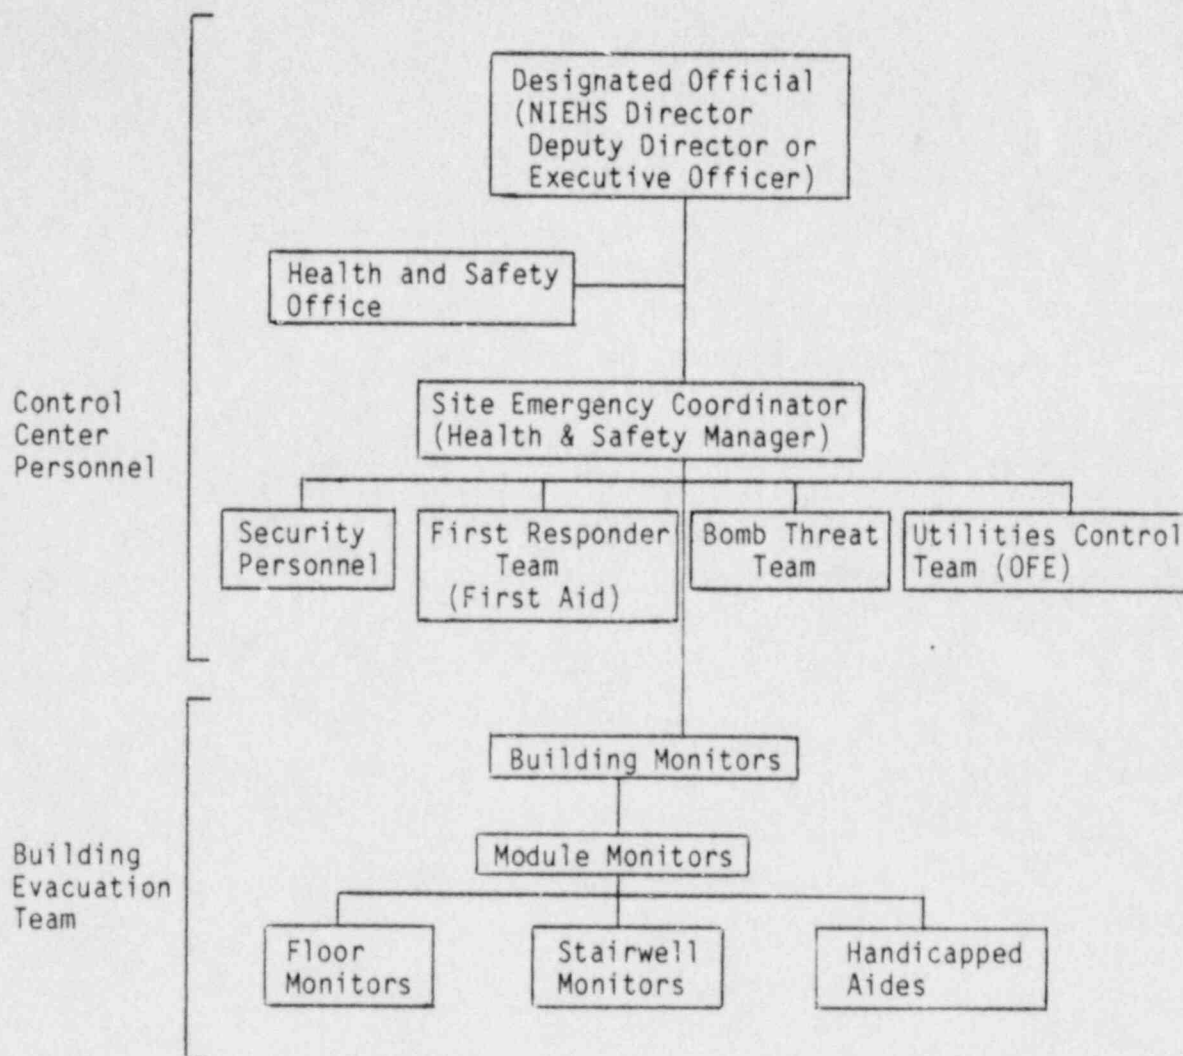 Designated Official
(NIEHS Director
Deputy Director or
Executive Officer)
Health and Safety
Office
Control
Center
Personnel
Site Emergency Coordinator
(Health & Safety Manager)
Security
Personnel
First Responder
Team
(First Aid)
Bomb Threat
Team
Utilities Control
Team (OFE)
Building Monitors
Building
Evacuation
Team
Module Monitors
Floor
Monitors
Stairwell
Monitors
Handicapped
Aides